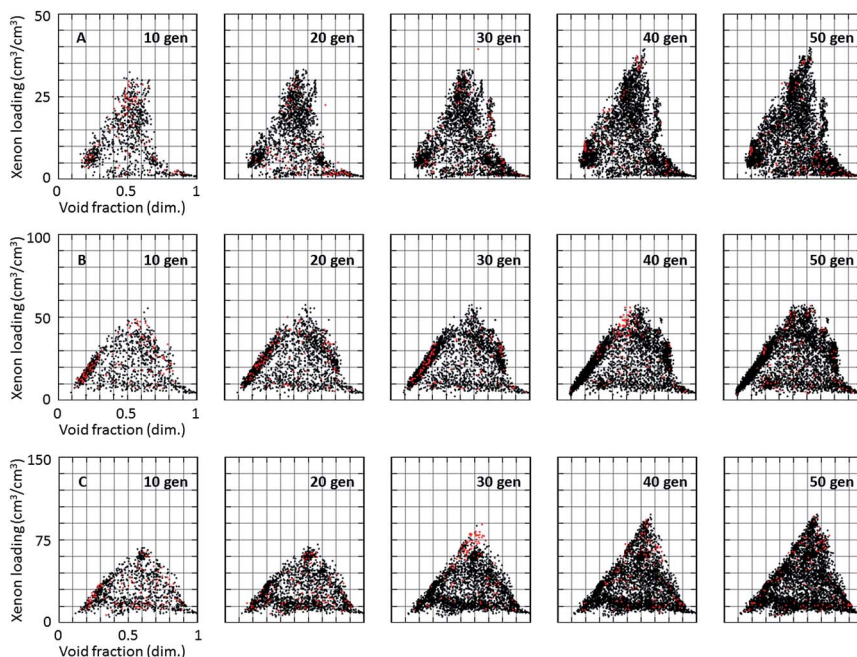 50 A 10 gen 20 gen 30 gen 40 gen 50 gen
Xenon loading (cm³/cm³)
25
0
0 0.5 1
Void fraction (dim.)
100 B 10 gen 20 gen 30 gen 40 gen 50 gen
Xenon loading (cm³/cm³)
50
0
0 0.5 1
Void fraction (dim.)
150 C 10 gen 20 gen 30 gen 40 gen 50 gen
Xenon loading (cm³/cm³)
75
0
0 0.5 1
Void fraction (dim.)